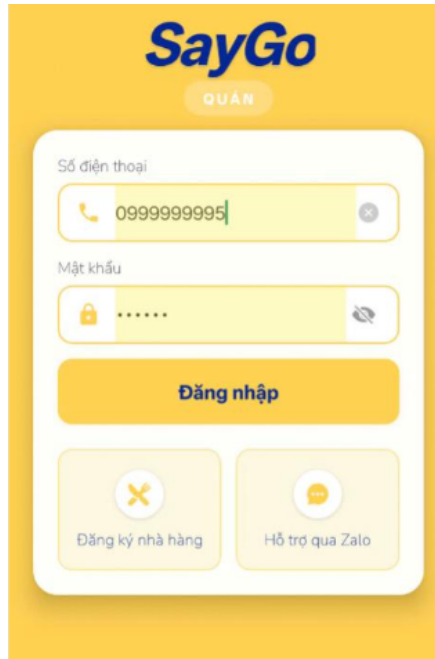 SayGo
QUÁN
Số điện thoại
0999999995
Mật khẩu
••••••
Đăng nhập
Đăng ký nhà hàng
Hỗ trợ qua Zalo